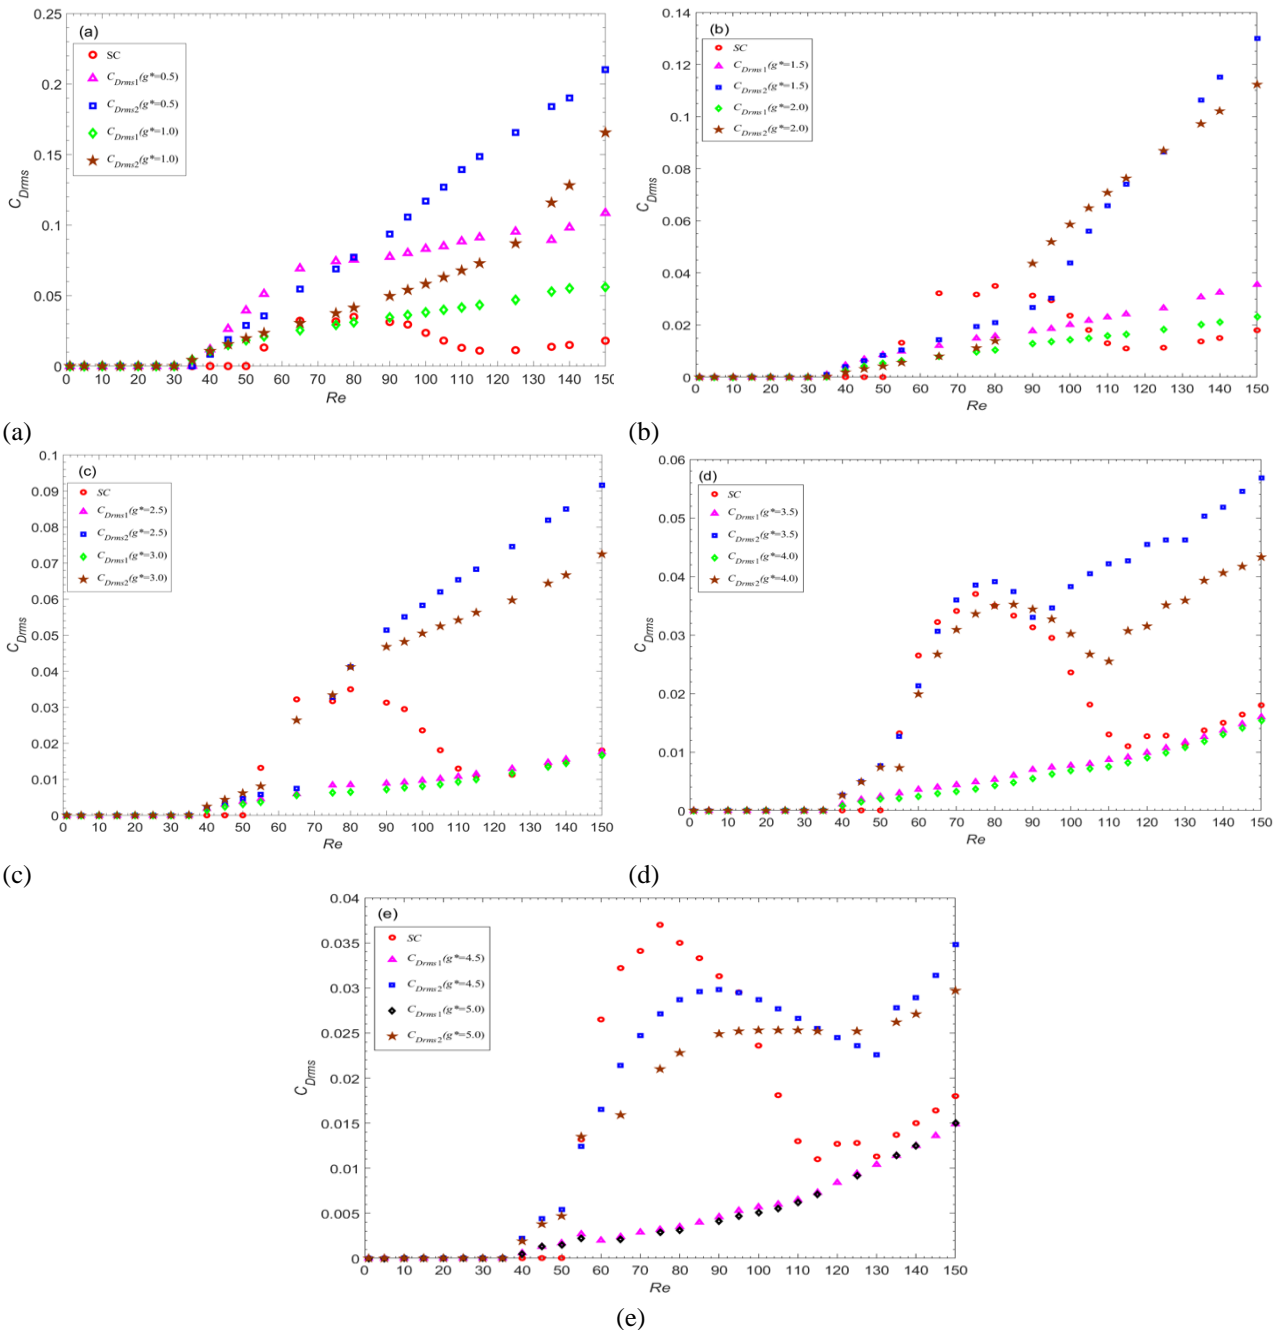 (a)
SC
C_Drms1(g*=0.5)
C_Drms2(g*=0.5)
C_Drms1(g*=1.0)
C_Drms2(g*=1.0)
0.25
0.2
0.15
0.1
0.05
0
C_Drms
0 10 20 30 40 50 60 70 80 90 100 110 120 130 140 150
Re
(a)
(b)
SC
C_Drms1(g*=1.5)
C_Drms2(g*=1.5)
C_Drms1(g*=2.0)
C_Drms2(g*=2.0)
0.14
0.12
0.1
0.08
0.06
0.04
0.02
0
C_Drms
0 10 20 30 40 50 60 70 80 90 100 110 120 130 140 150
Re
(b)
(c)
SC
C_Drms1(g*=2.5)
C_Drms2(g*=2.5)
C_Drms1(g*=3.0)
C_Drms2(g*=3.0)
0.1
0.09
0.08
0.07
0.06
0.05
0.04
0.03
0.02
0.01
0
C_Drms
0 10 20 30 40 50 60 70 80 90 100 110 120 130 140 150
Re
(c)
(d)
SC
C_Drms1(g*=3.5)
C_Drms2(g*=3.5)
C_Drms1(g*=4.0)
C_Drms2(g*=4.0)
0.06
0.05
0.04
0.03
0.02
0.01
0
C_Drms
0 10 20 30 40 50 60 70 80 90 100 110 120 130 140 150
Re
(d)
(e)
SC
C_Drms1(g*=4.5)
C_Drms2(g*=4.5)
C_Drms1(g*=5.0)
C_Drms2(g*=5.0)
0.04
0.035
0.03
0.025
0.02
0.015
0.01
0.005
0
C_Drms
0 10 20 30 40 50 60 70 80 90 100 110 120 130 140 150
Re
(e)